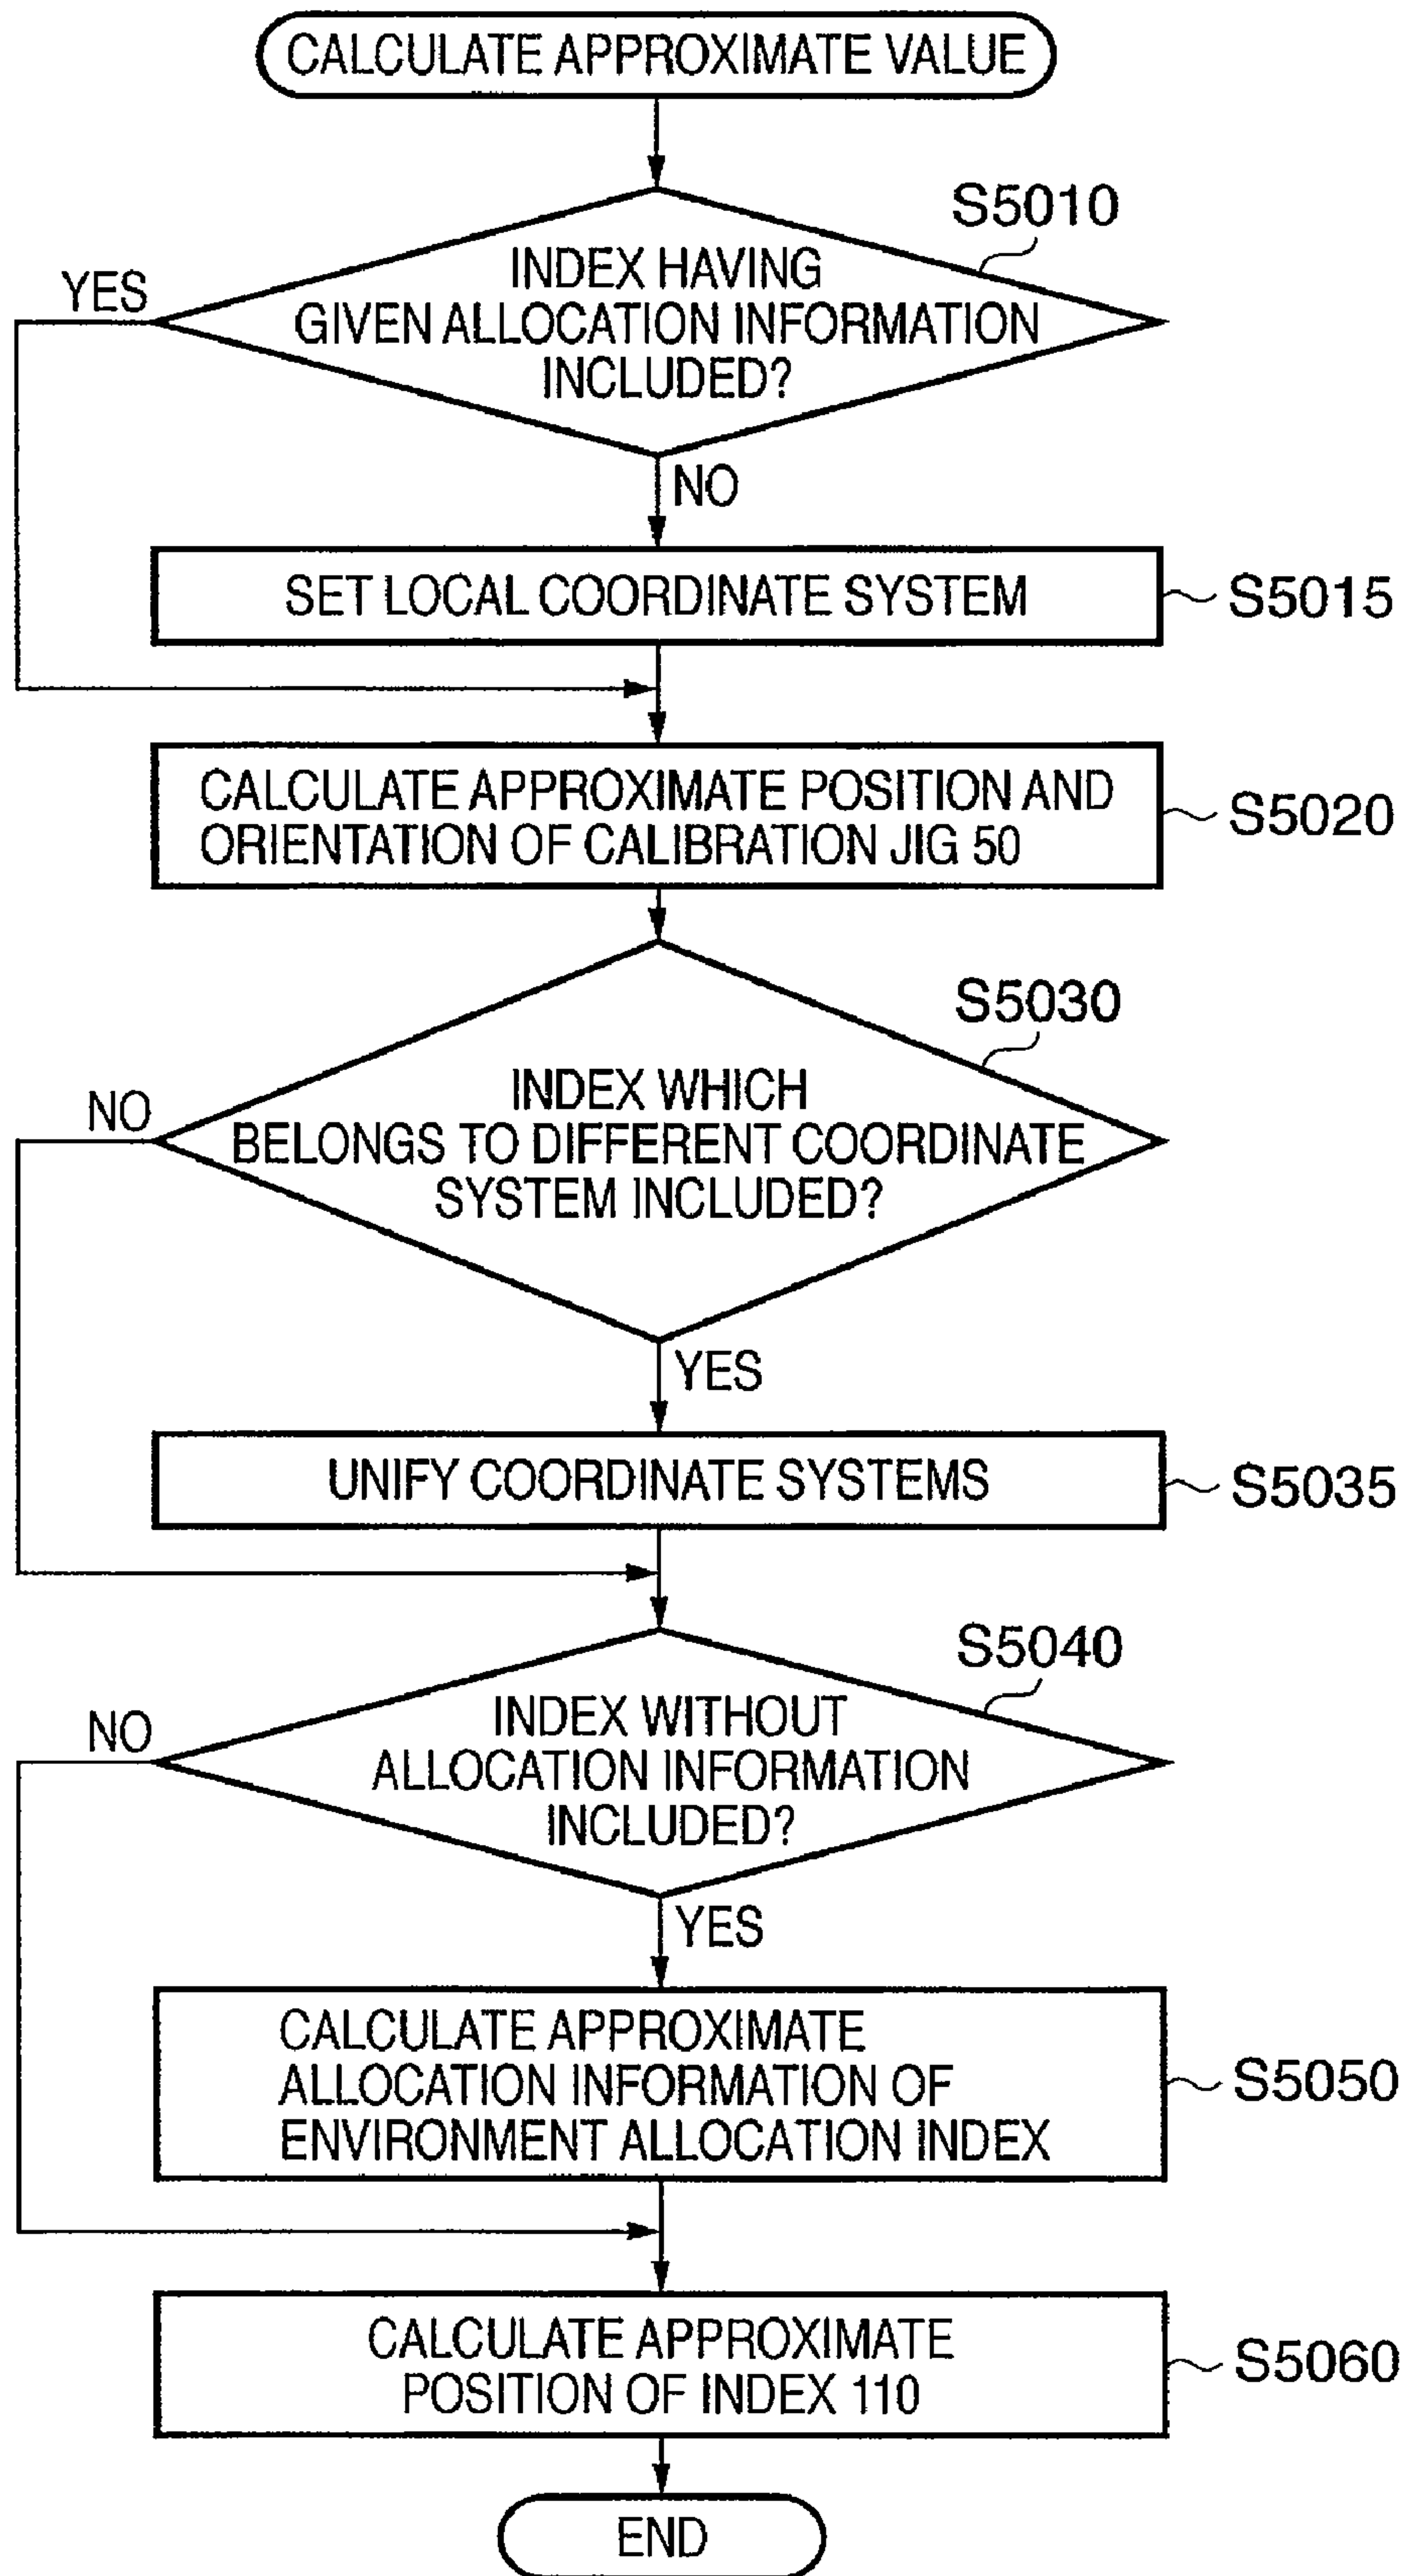 CALCULATE APPROXIMATE VALUE
S5010
INDEX HAVING
GIVEN ALLOCATION INFORMATION
INCLUDED?
YES
NO
SET LOCAL COORDINATE SYSTEM
S5015
CALCULATE APPROXIMATE POSITION AND
ORIENTATION OF CALIBRATION JIG 50
S5020
S5030
INDEX WHICH
BELONGS TO DIFFERENT COORDINATE
SYSTEM INCLUDED?
NO
YES
UNIFY COORDINATE SYSTEMS
S5035
S5040
INDEX WITHOUT
ALLOCATION INFORMATION
INCLUDED?
NO
YES
CALCULATE APPROXIMATE
ALLOCATION INFORMATION OF
ENVIRONMENT ALLOCATION INDEX
S5050
CALCULATE APPROXIMATE
POSITION OF INDEX 110
S5060
END